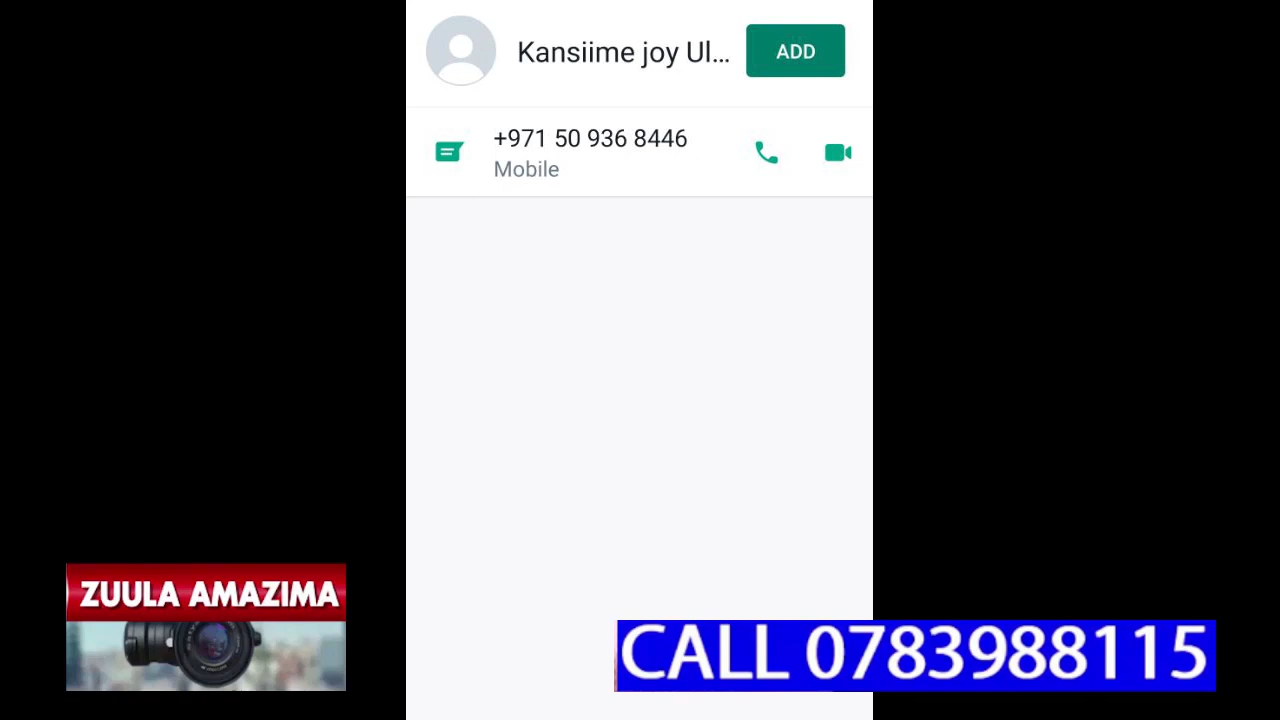 Kansiime joy Ul...
ADD
+971 50 936 8446
Mobile
ZUULA AMAZIMA
CALL 0783988115